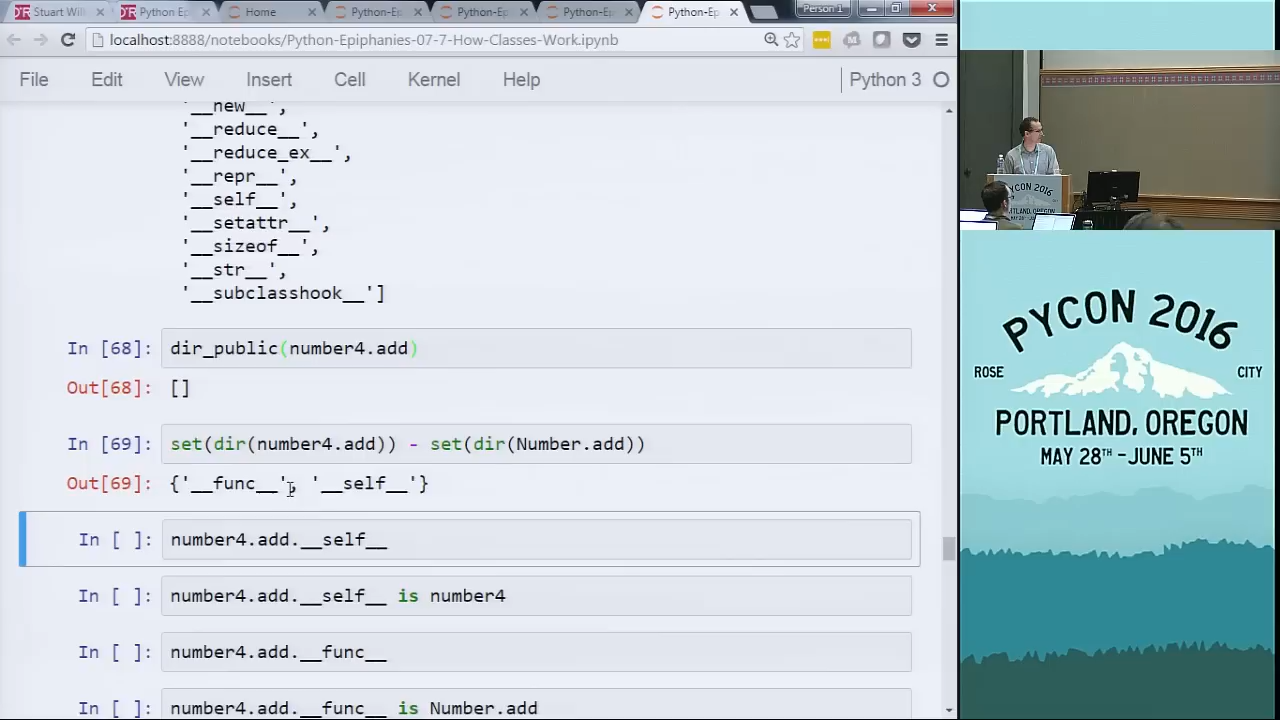 Stuart Will
Python Ep
Home
Python-Ep
Python-Ep
Python-Ep
Python-Ep
Person 1
localhost:8888/notebooks/Python-Epiphanies-07-7-How-Classes-Work.ipynb
File Edit View Insert Cell Kernel Help Python 3
'__new__',
'__reduce__',
'__reduce_ex__',
'__repr__',
'__self__',
'__setattr__',
'__sizeof__',
'__str__',
'__subclasshook__']
In [68]: dir_public(number4.add)
Out[68]: []
In [69]: set(dir(number4.add)) - set(dir(Number.add))
Out[69]: {'__func__', '__self__'}
In [ ]: number4.add.__self__
In [ ]: number4.add.__self__ is number4
In [ ]: number4.add.__func__
In [ ]: number4.add.__func__ is Number.add
PYCON 2016
PORTLAND, OREGON
PYCON 2016
ROSE CITY
PORTLAND, OREGON
MAY 28TH - JUNE 5TH